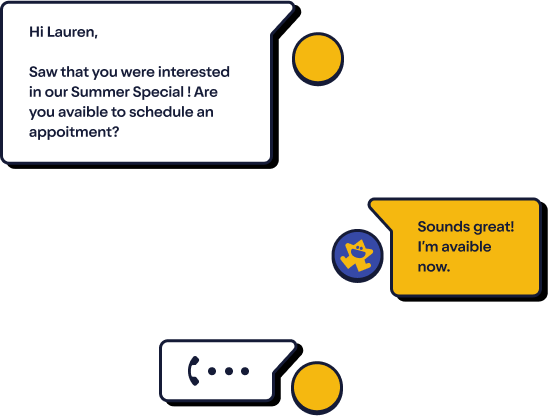 Hi Lauren,
Saw that you were interested
in our Summer Special ! Are
you avaible to schedule an
appoitment?
Sounds great!
I'm avaible
now.